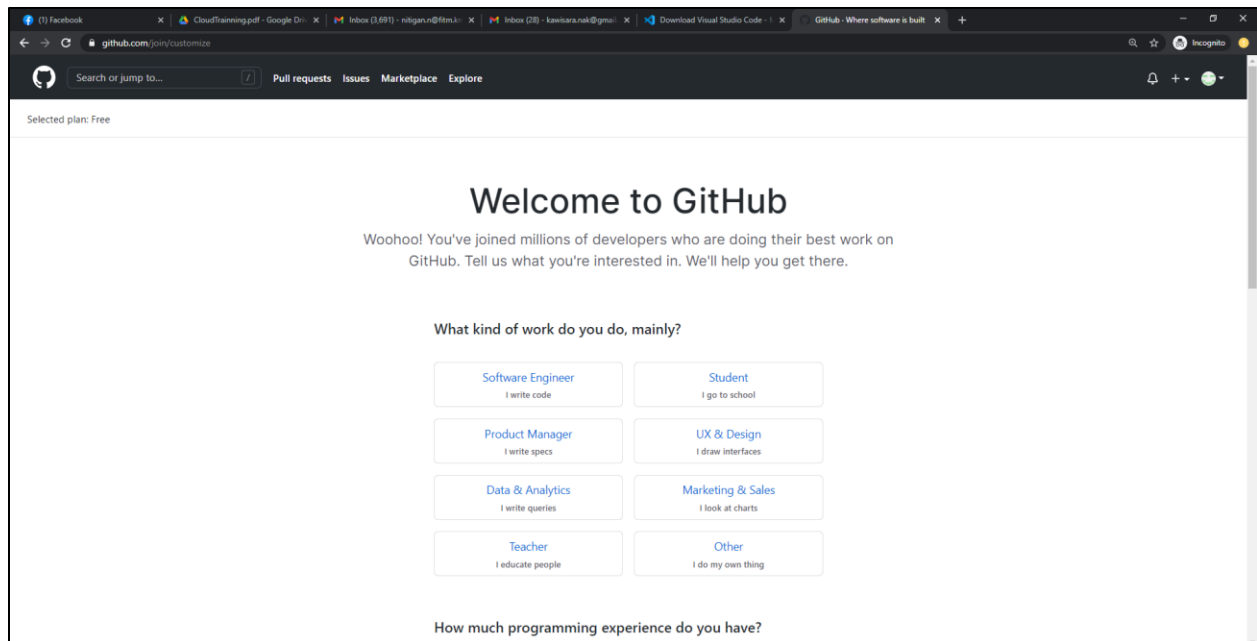 (1) Facebook
CloudTrainning.pdf - Google Driv
Inbox (3,691) - nitigan.n@fitm.kn
Inbox (28) - kawisara.nak@gmail
Download Visual Studio Code -
GitHub · Where software is built
github.com/join/customize
Incognito
Search or jump to...
/
Pull requests Issues Marketplace Explore
Selected plan: Free
Welcome to GitHub
Woohoo! You've joined millions of developers who are doing their best work on
GitHub. Tell us what you're interested in. We'll help you get there.
What kind of work do you do, mainly?
Software Engineer
I write code
Student
I go to school
Product Manager
I write specs
UX & Design
I draw interfaces
Data & Analytics
I write queries
Marketing & Sales
I look at charts
Teacher
I educate people
Other
I do my own thing
How much programming experience do you have?